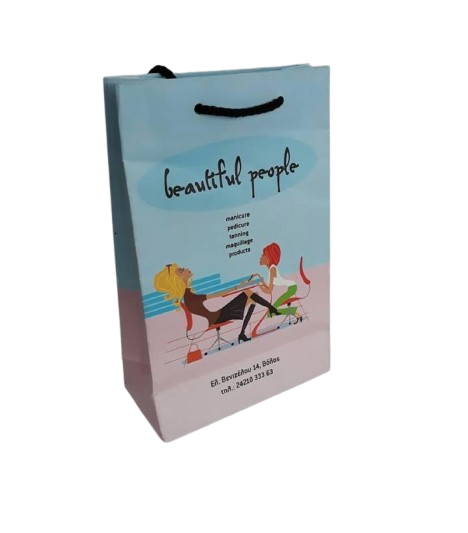 beautiful people
manicure
pedicure
tanning
maquillage
products
Ελ. Βενιζέλου 14, Βόλος
τηλ.: 24210 333 63